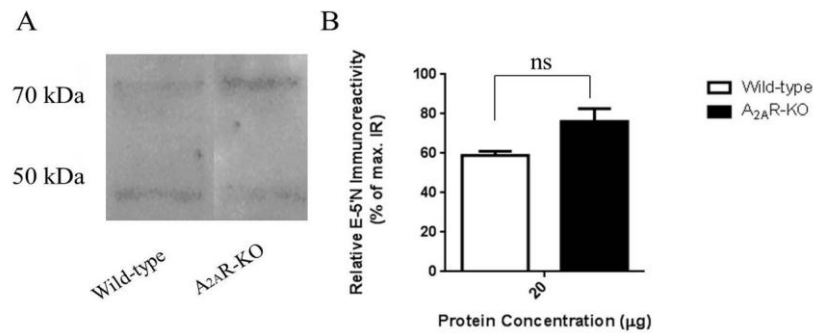 A
70 kDa
50 kDa
Wild-type
A₂ₐR-KO
B
Relative E-5'N Immunoreactivity
(% of max. IR)
100
80
60
40
20
0
ns
20
Protein Concentration (µg)
Wild-type
A₂ₐR-KO